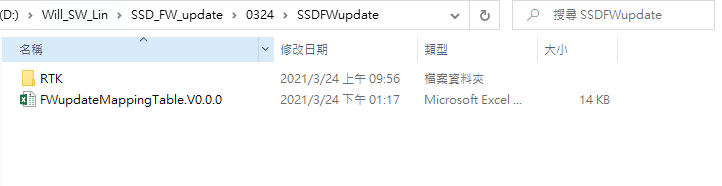 (D:) > Will_SW_Lin > SSD_FW_update > 0324 > SSDFWupdate 搜尋 SSDFWupdate
名稱 修改日期 類型 大小
RTK 2021/3/24 上午 09:56 檔案資料夾
FWupdateMappingTable.V0.0.0 2021/3/24 下午 01:17 Microsoft Excel ... 14 KB